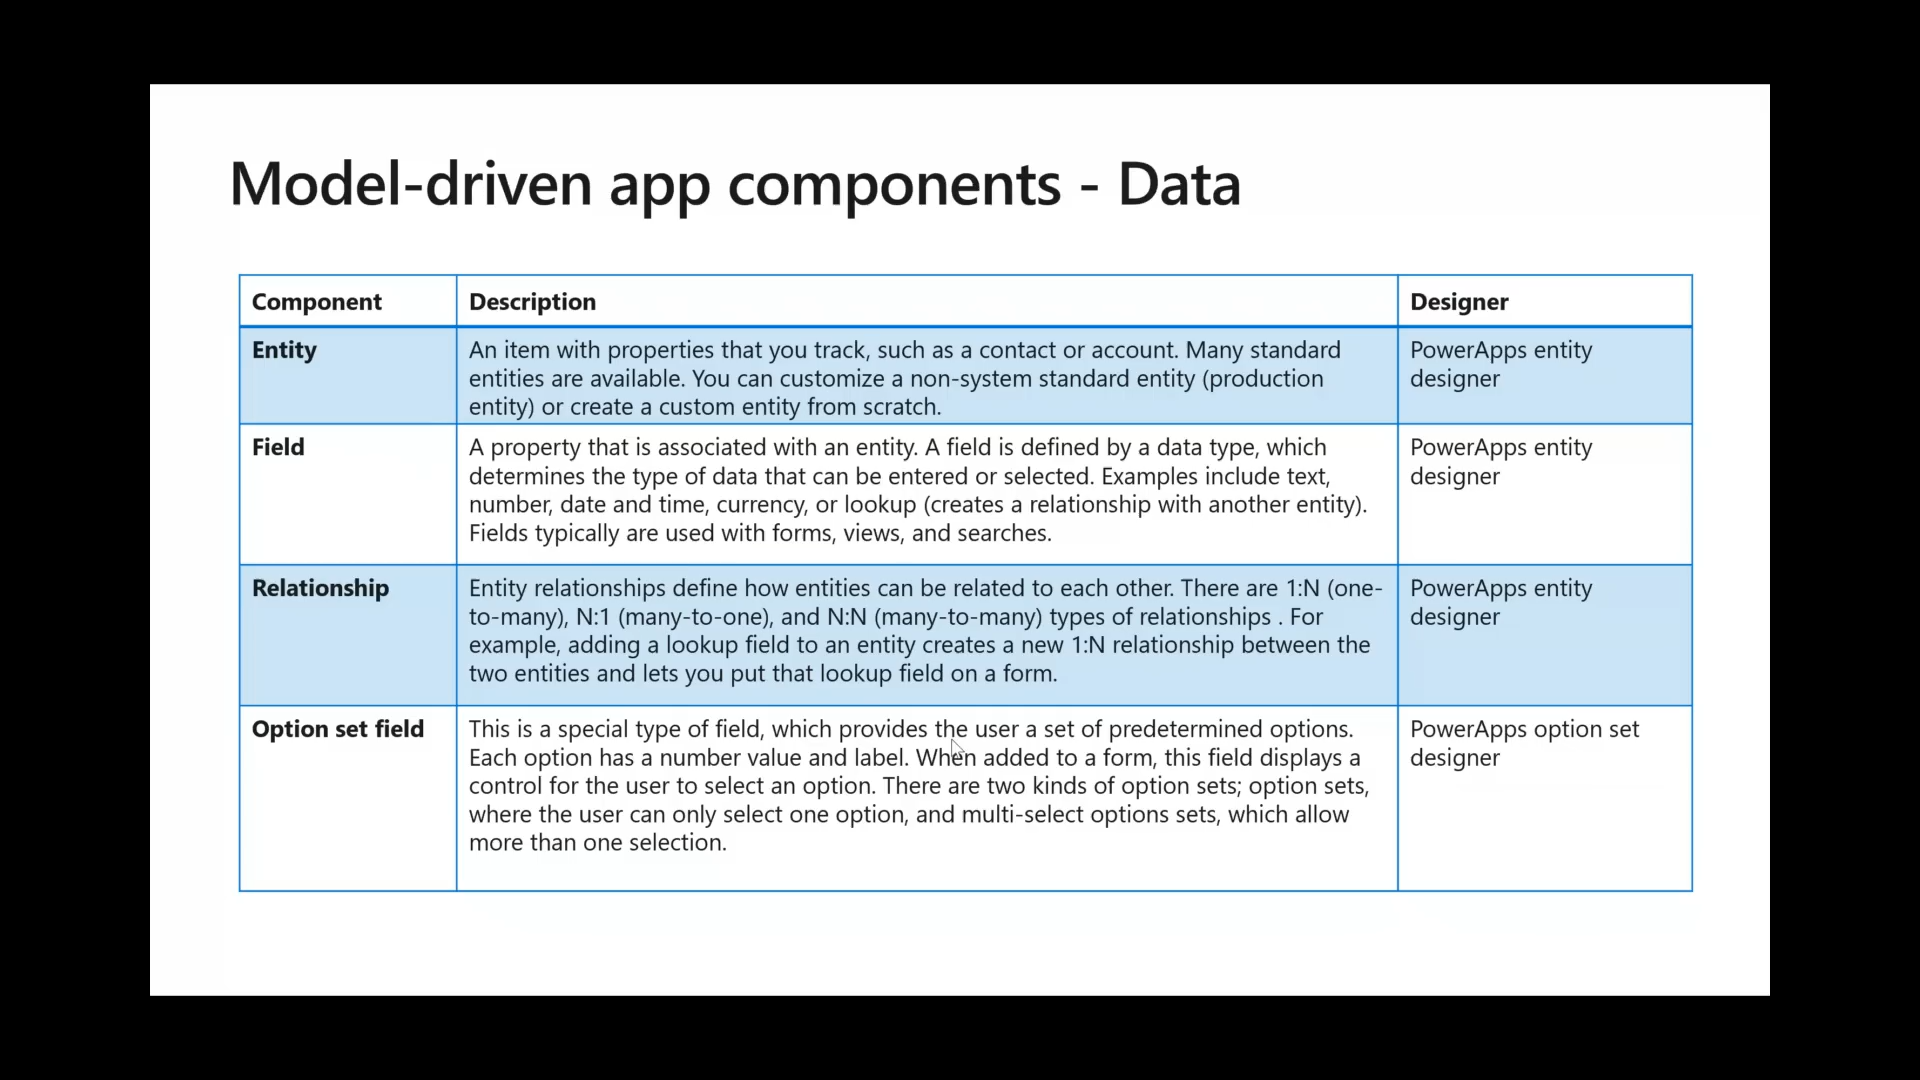 Model-driven app components - Data
Component
Description
Designer
Entity
An item with properties that you track, such as a contact or account. Many standard
entities are available. You can customize a non-system standard entity (production
entity) or create a custom entity from scratch.
PowerApps entity
designer
Field
A property that is associated with an entity. A field is defined by a data type, which
determines the type of data that can be entered or selected. Examples include text,
number, date and time, currency, or lookup (creates a relationship with another entity).
Fields typically are used with forms, views, and searches.
PowerApps entity
designer
Relationship
Entity relationships define how entities can be related to each other. There are 1:N (one-
to-many), N:1 (many-to-one), and N:N (many-to-many) types of relationships . For
example, adding a lookup field to an entity creates a new 1:N relationship between the
two entities and lets you put that lookup field on a form.
PowerApps entity
designer
Option set field
This is a special type of field, which provides the user a set of predetermined options.
Each option has a number value and label. When added to a form, this field displays a
control for the user to select an option. There are two kinds of option sets; option sets,
where the user can only select one option, and multi-select options sets, which allow
more than one selection.
PowerApps option set
designer